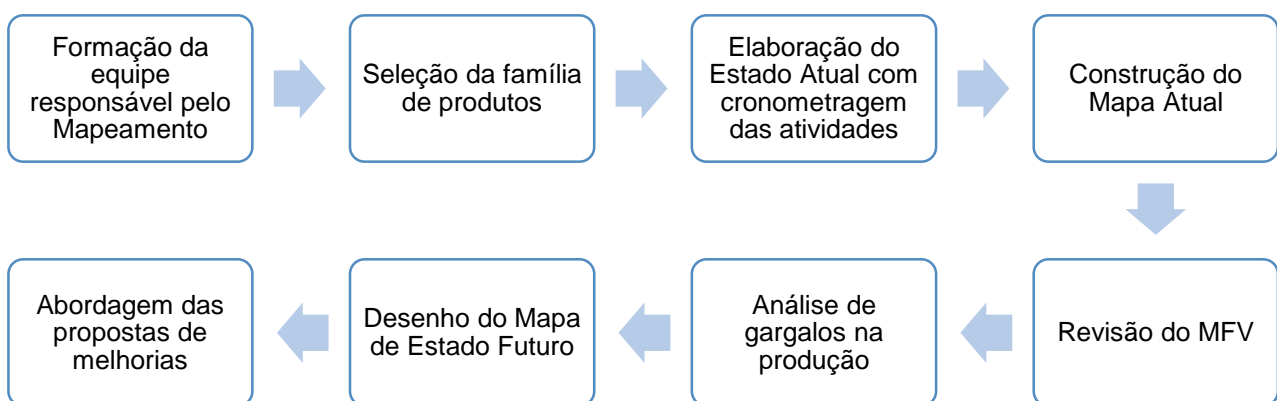 Formação da
equipe
responsável pelo
Mapeamento
Seleção da família
de produtos
Elaboração do
Estado Atual com
cronometragem
das atividades
Construção do
Mapa Atual
Revisão do MFV
Análise de
gargalos na
produção
Desenho do Mapa
de Estado Futuro
Abordagem das
propostas de
melhorias